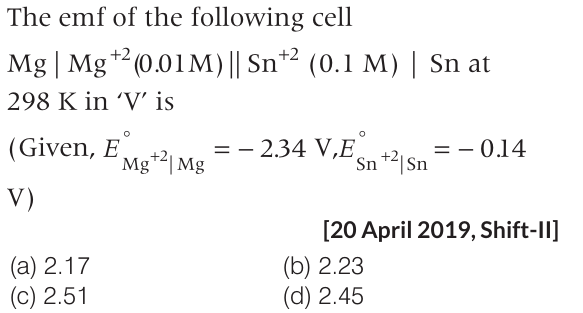 The emf of the following cell
Mg | Mg⁺²(0.01M) || Sn⁺² (0.1 M) | Sn at
298 K in ‘V’ is
(Given, E°Mg⁺²|Mg = − 2.34 V, E°Sn⁺²|Sn = − 0.14
V)
[20 April 2019, Shift-II]
(a) 2.17 (b) 2.23
(c) 2.51 (d) 2.45